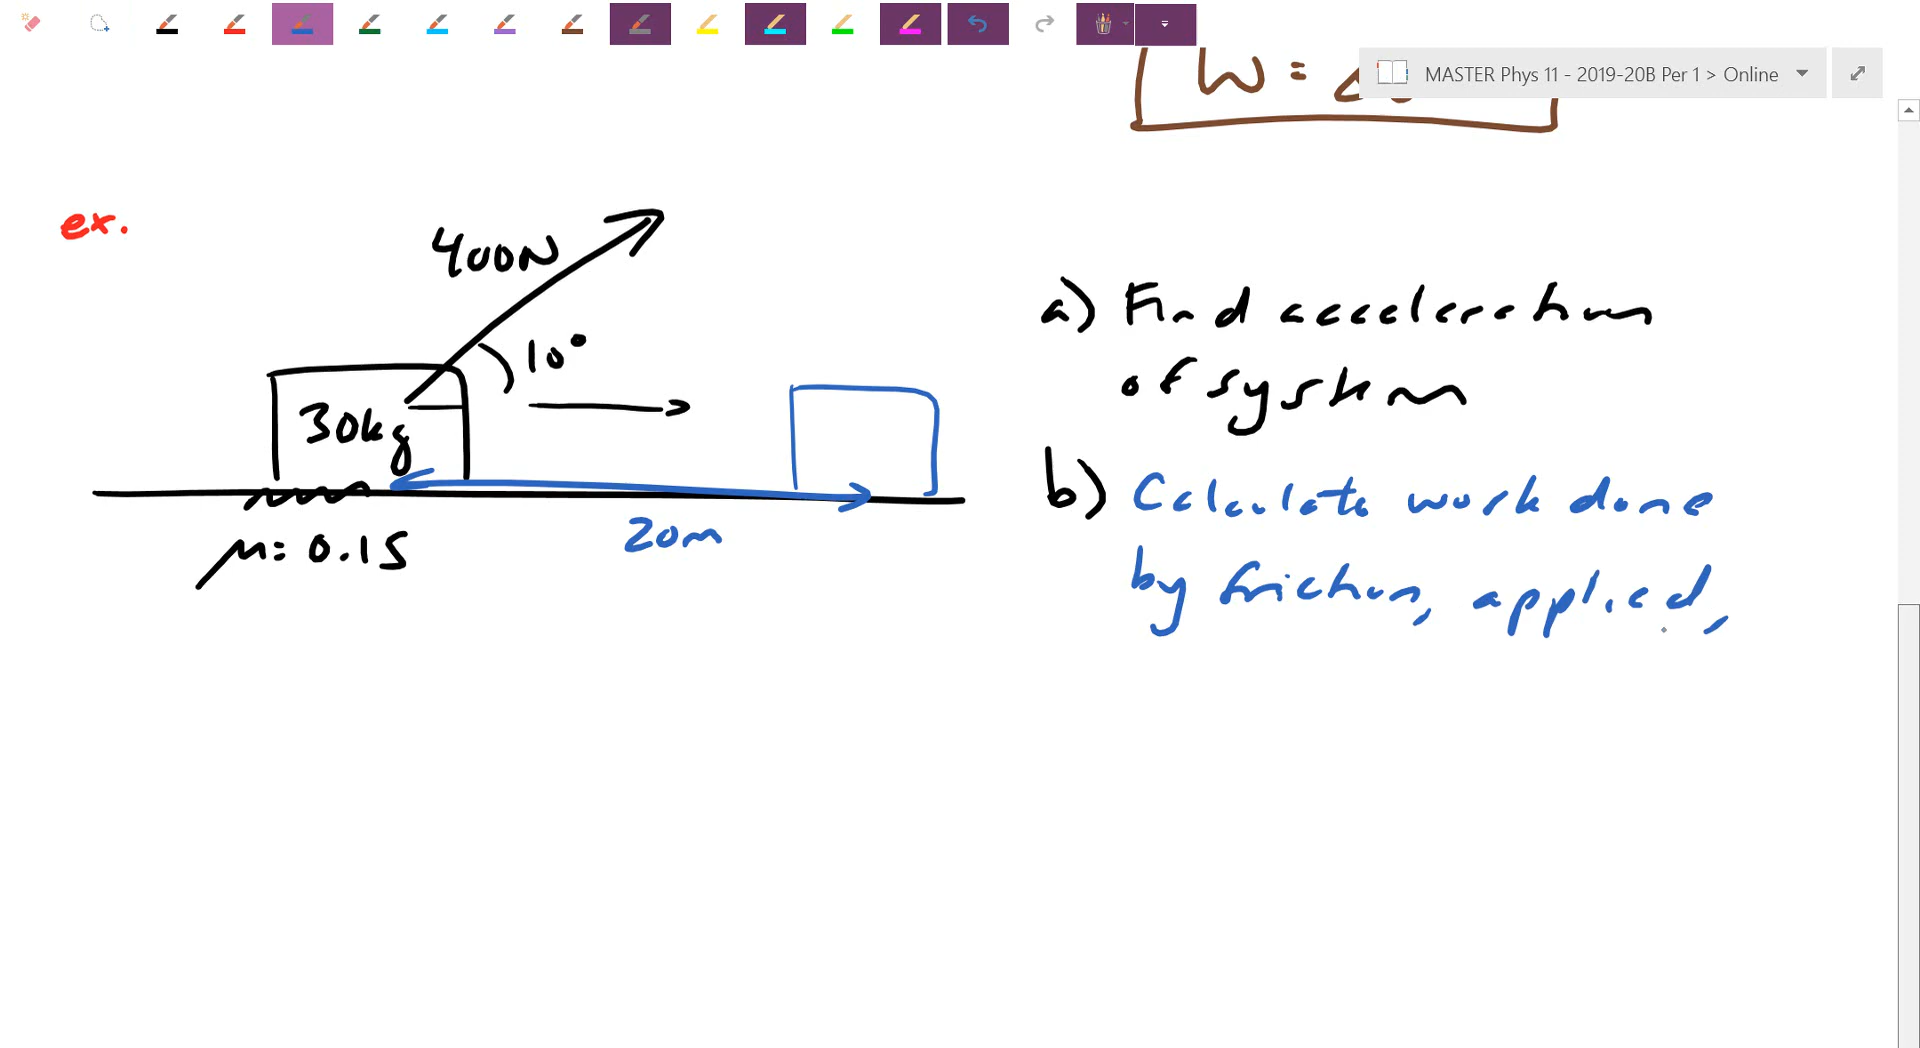 W =
MASTER Phys 11 - 2019-20B Per 1 > Online
ex.
400N
10°
30kg
μ = 0.15
20m
a) Find acceleration
of system
b) Calculate work done
by friction, applied,